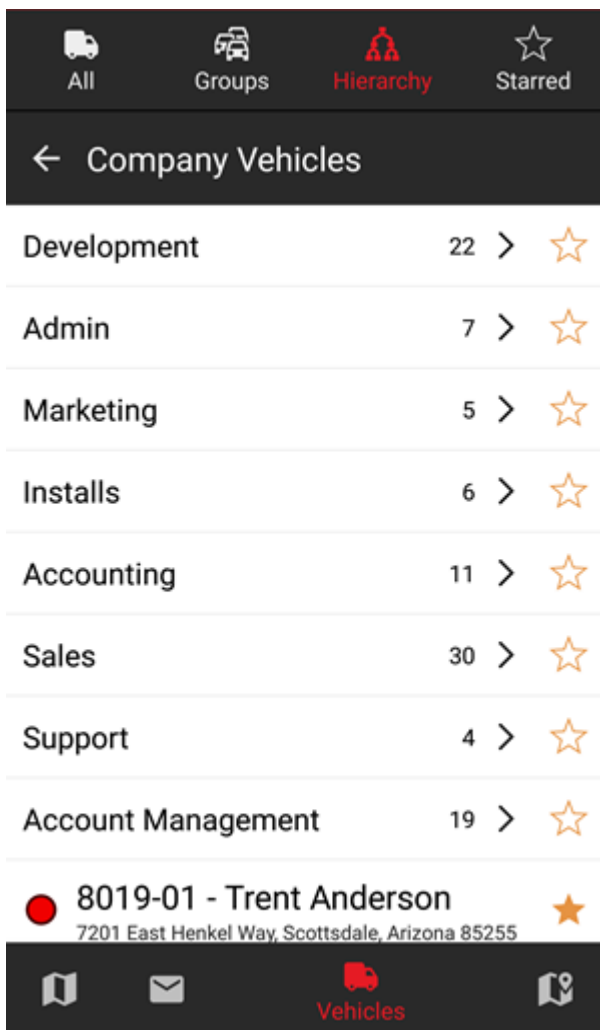 All Groups Hierarchy Starred
Company Vehicles
Development 22
Admin 7
Marketing 5
Installs 6
Accounting 11
Sales 30
Support 4
Account Management 19
8019-01 - Trent Anderson
7201 East Henkel Way, Scottsdale, Arizona 85255
Vehicles